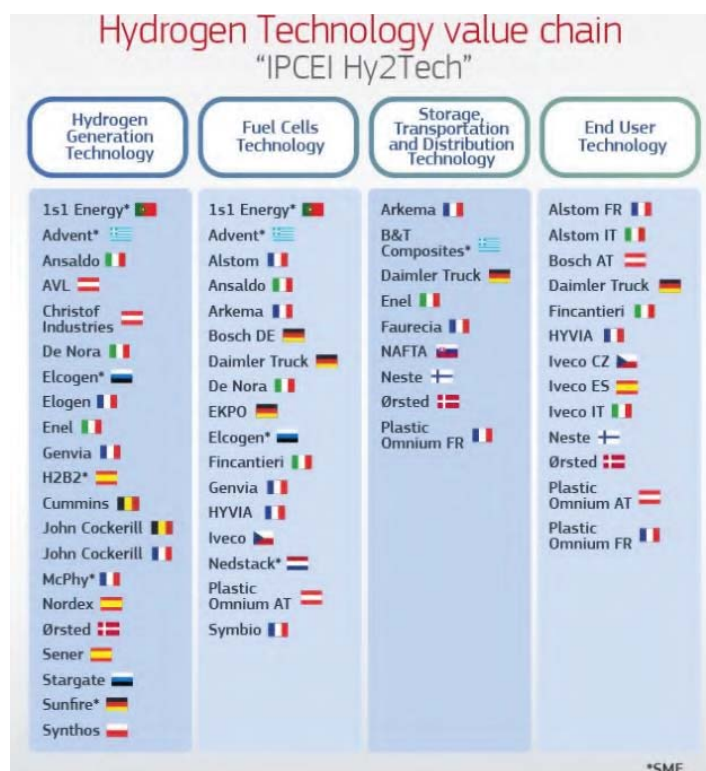 Hydrogen Technology value chain
“IPCEI Hy2Tech”
Hydrogen
Generation
Technology
1s1 Energy*
Advent*
Ansaldo
AVL
Christof
Industries
De Nora
Elcogen*
Elogen
Enel
Genvia
H2B2*
Cummins
John Cockerill
John Cockerill
McPhy*
Nordex
Ørsted
Sener
Stargate
Sunfire*
Synthos
Fuel Cells
Technology
1s1 Energy*
Advent*
Alstom
Ansaldo
Arkema
Bosch DE
Daimler Truck
De Nora
EKPO
Elcogen*
Fincantieri
Genvia
HYVIA
Iveco
Nedstack*
Plastic
Omnium AT
Symbio
Storage,
Transportation
and Distribution
Technology
Arkema
B&T
Composites*
Daimler Truck
Enel
Faurecia
NAFTA
Neste
Ørsted
Plastic
Omnium FR
End User
Technology
Alstom FR
Alstom IT
Bosch AT
Daimler Truck
Fincantieri
HYVIA
Iveco CZ
Iveco ES
Iveco IT
Neste
Ørsted
Plastic
Omnium AT
Plastic
Omnium FR
*SME